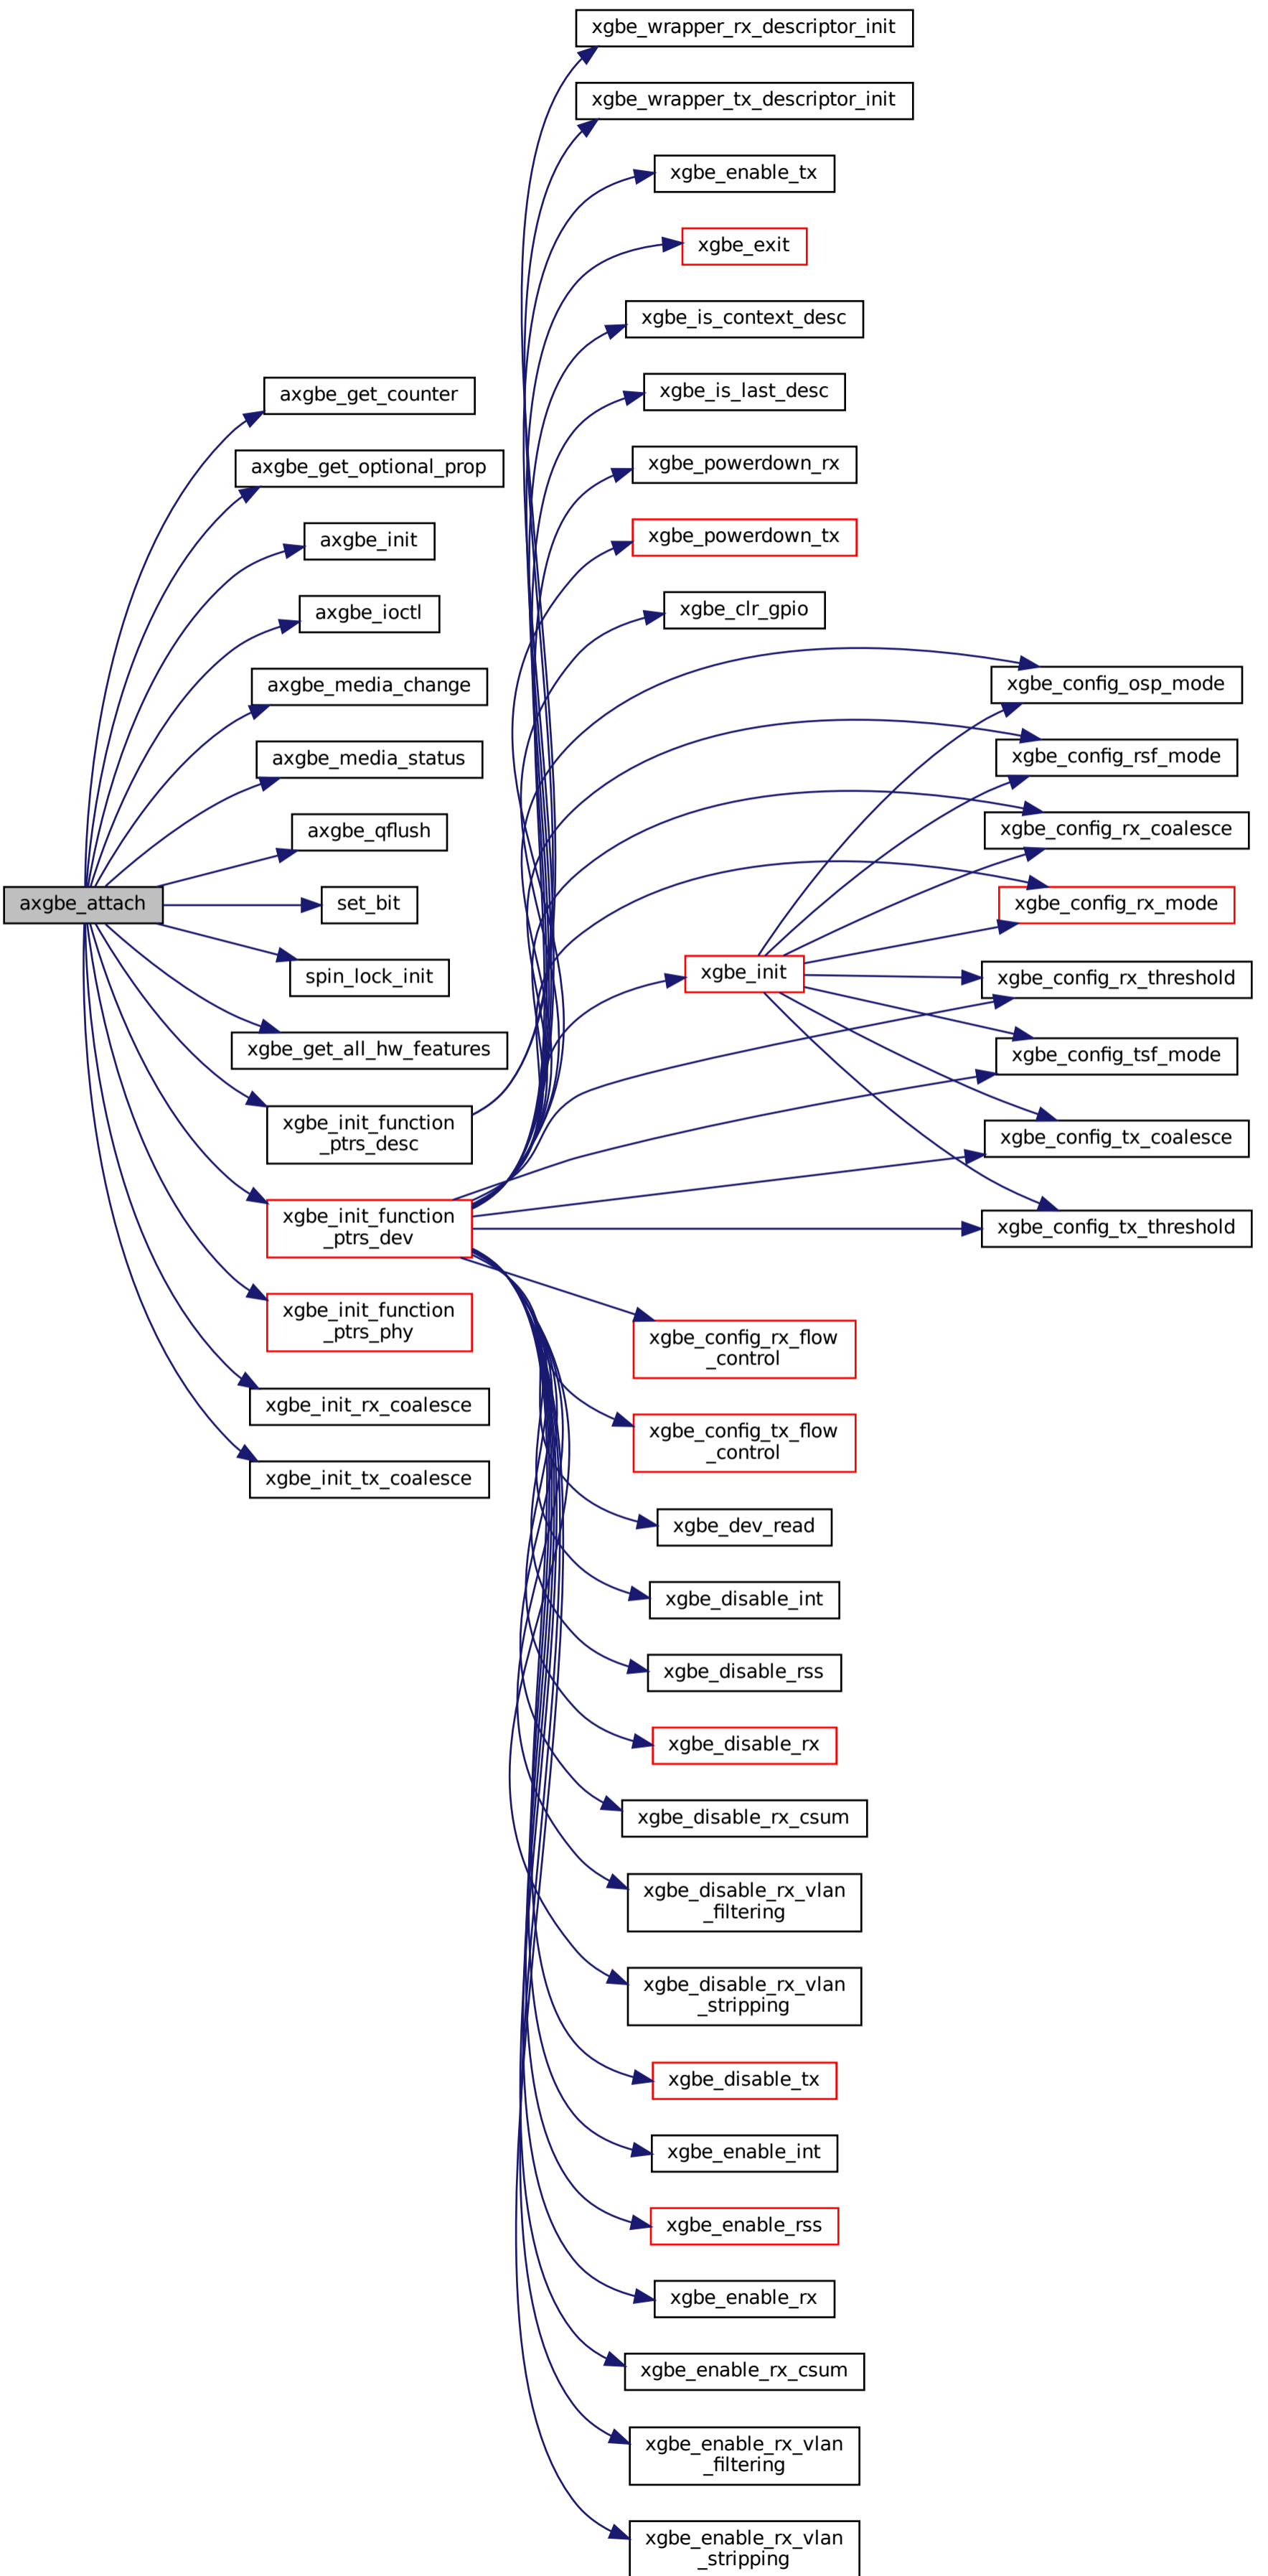 xgbe_wrapper_rx_descriptor_init
xgbe_wrapper_tx_descriptor_init
xgbe_enable_tx
xgbe_exit
xgbe_is_context_desc
xgbe_is_last_desc
xgbe_powerdown_rx
xgbe_powerdown_tx
xgbe_clr_gpio
axgbe_get_counter
axgbe_get_optional_prop
axgbe_init
axgbe_ioctl
axgbe_media_change
axgbe_media_status
axgbe_qflush
axgbe_attach
set_bit
spin_lock_init
xgbe_get_all_hw_features
xgbe_init_function
_ptrs_desc
xgbe_init_function
_ptrs_dev
xgbe_init_function
_ptrs_phy
xgbe_init_rx_coalesce
xgbe_init_tx_coalesce
xgbe_init
xgbe_config_osp_mode
xgbe_config_rsf_mode
xgbe_config_rx_coalesce
xgbe_config_rx_mode
xgbe_config_rx_threshold
xgbe_config_tsf_mode
xgbe_config_tx_coalesce
xgbe_config_tx_threshold
xgbe_config_rx_flow
_control
xgbe_config_tx_flow
_control
xgbe_dev_read
xgbe_disable_int
xgbe_disable_rss
xgbe_disable_rx
xgbe_disable_rx_csum
xgbe_disable_rx_vlan
_filtering
xgbe_disable_rx_vlan
_stripping
xgbe_disable_tx
xgbe_enable_int
xgbe_enable_rss
xgbe_enable_rx
xgbe_enable_rx_csum
xgbe_enable_rx_vlan
_filtering
xgbe_enable_rx_vlan
_stripping